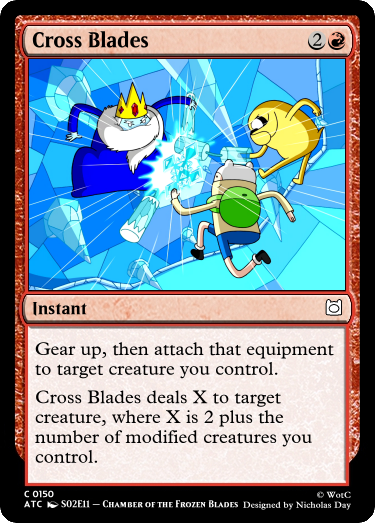 Cross Blades
2
Instant
Gear up, then attach that equipment
to target creature you control.
Cross Blades deals X to target
creature, where X is 2 plus the
number of modified creatures you
control.
C 0150
© WotC
ATC S02E11 – Chamber of the Frozen Blades Designed by Nicholas Day